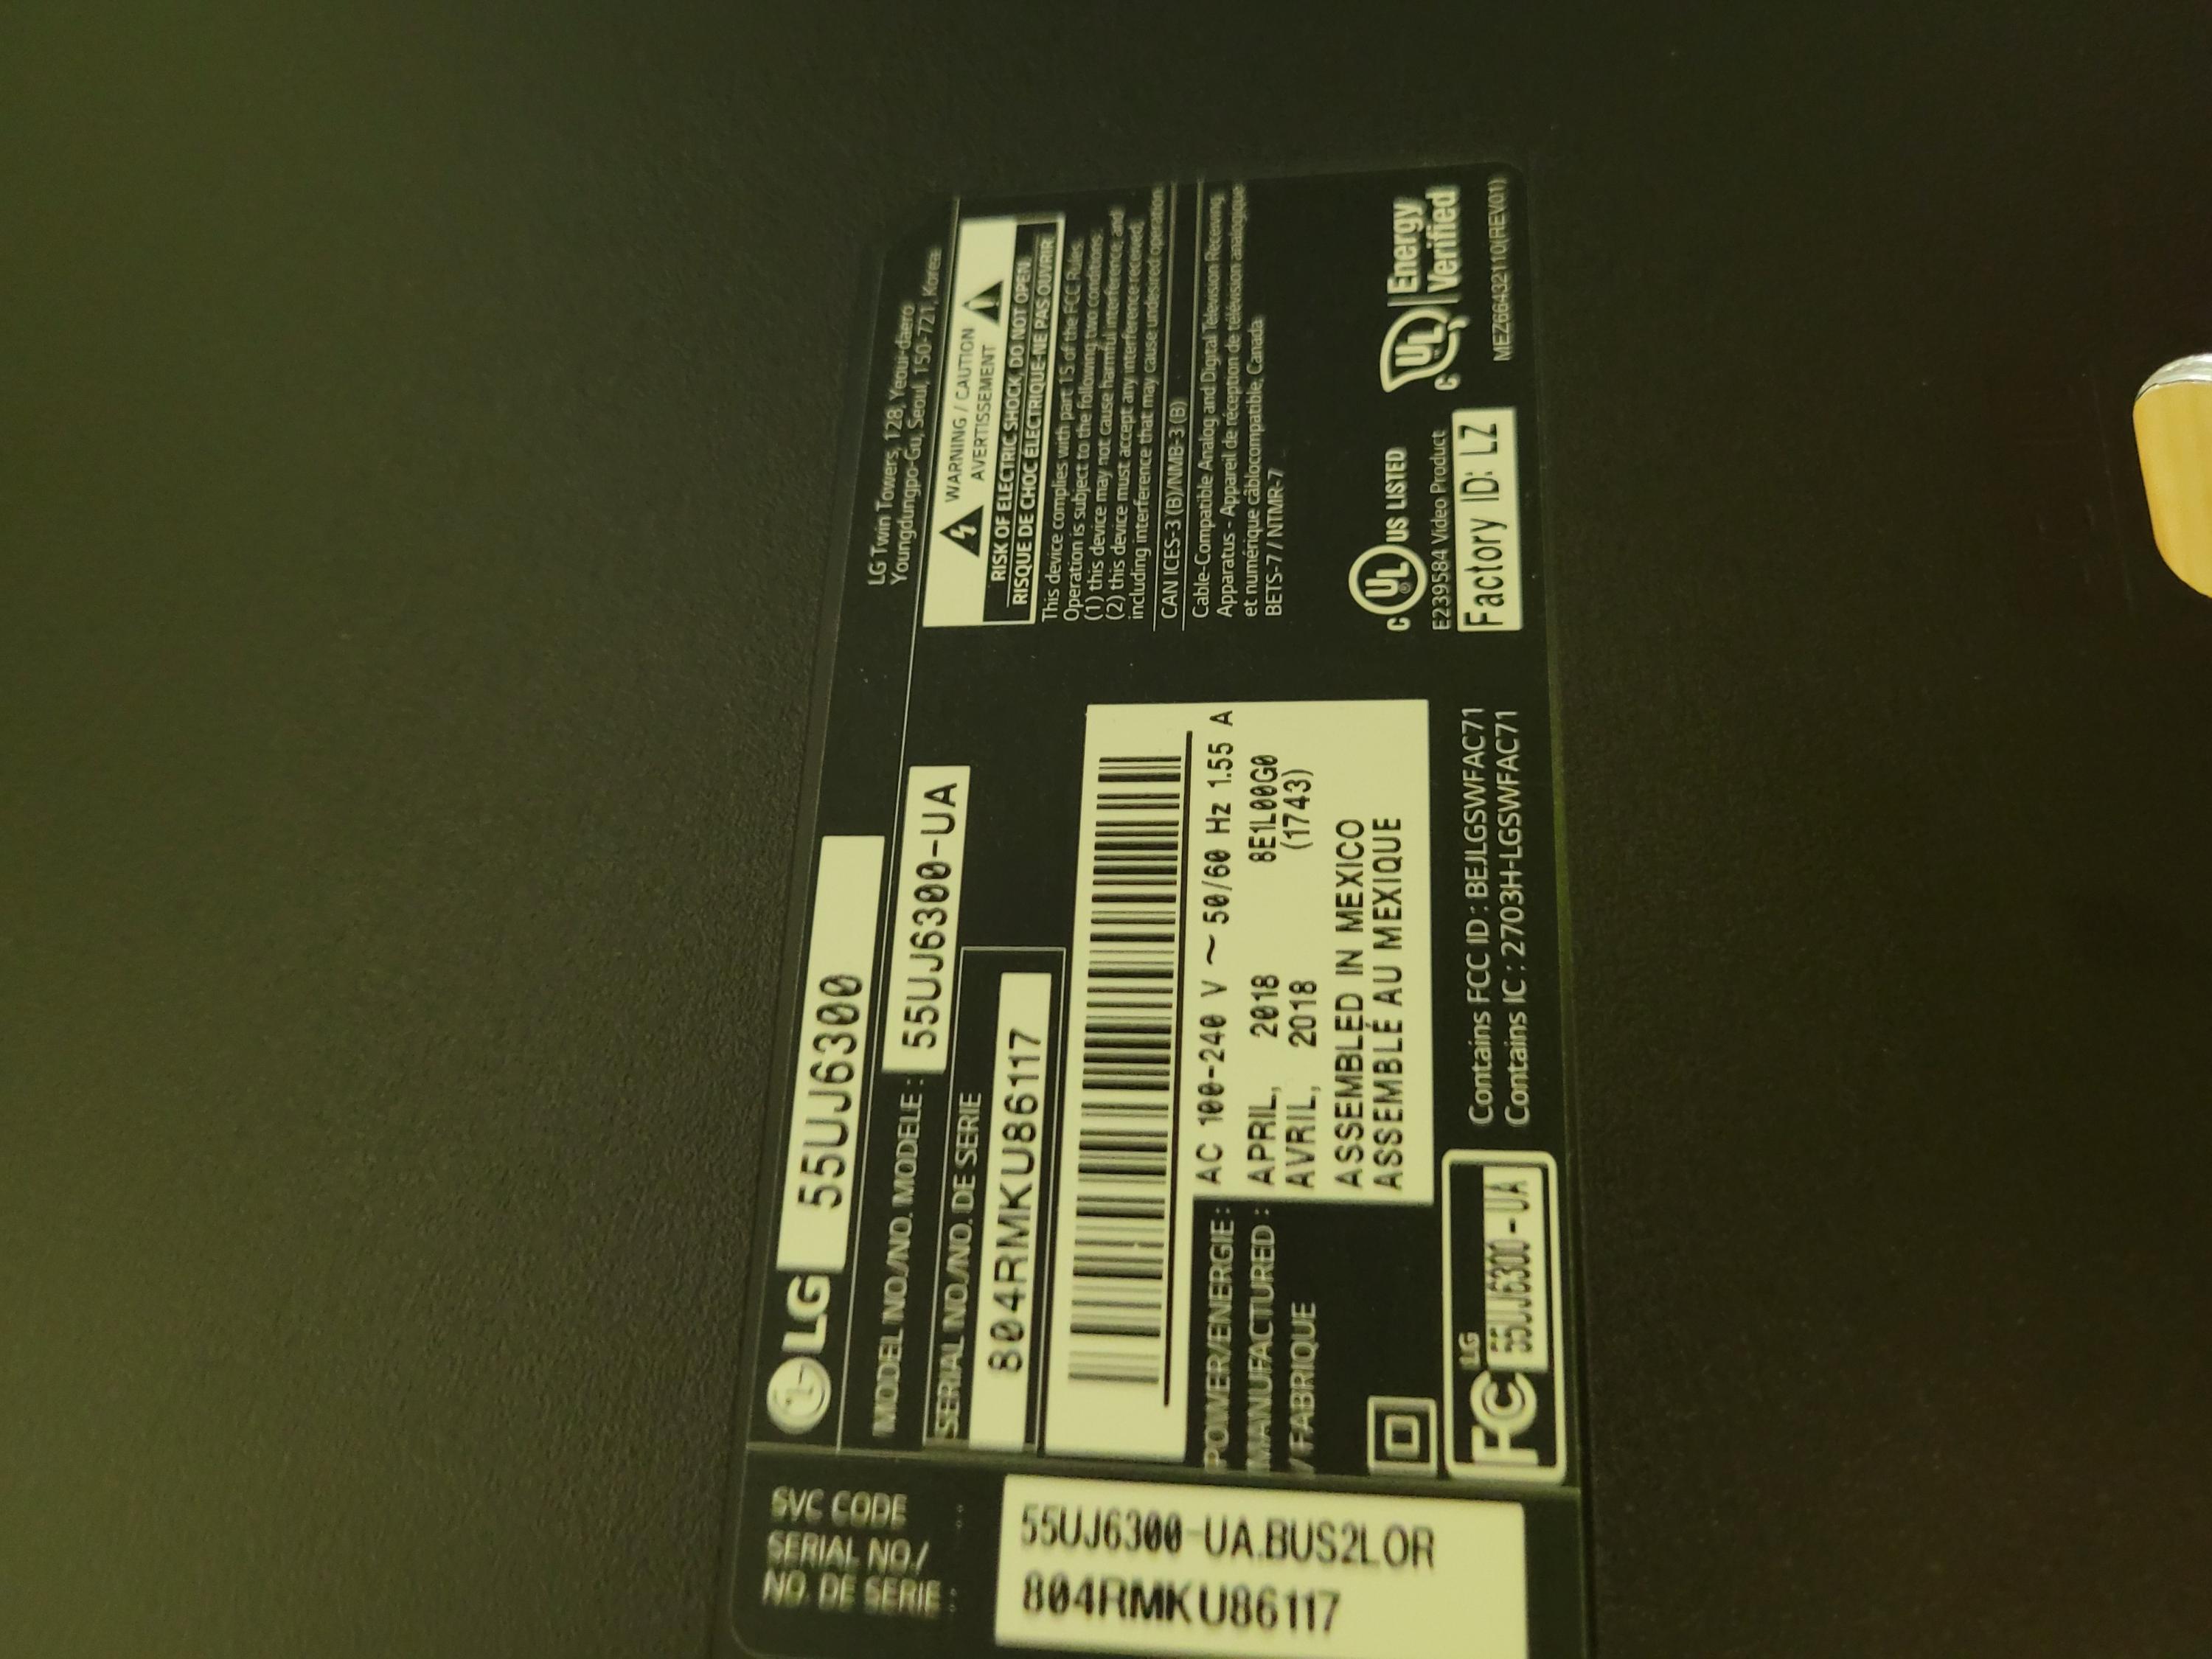 LG 55UJ6300
LG Twin Towers, 128, Yeoui-daero
Youngdungpo-Gu, Seoul, 150-721, Korea
MODEL NO./NO. MODELE : 55UJ6300-UA
SERIAL NO./NO. DE SERIE
804RMKU86117
POWER/ENERGIE : AC 100-240 V ~ 50/60 Hz 1.55 A
MANUFACTURED : APRIL, 2018 8E1L00G0
/ FABRIQUE AVRIL, 2018 (1743)
ASSEMBLED IN MEXICO
ASSEMBLÉ AU MEXIQUE
FC LG
55UJ6300-UA
Contains FCC ID : BEJLGSWFAC71
Contains IC : 2703H-LGSWFAC71
WARNING / CAUTION
AVERTISSEMENT
RISK OF ELECTRIC SHOCK. DO NOT OPEN
RISQUE DE CHOC ELECTRIQUE-NE PAS OUVRIR
This device complies with part 15 of the FCC Rules.
Operation is subject to the following two conditions :
(1) this device may not cause harmful interference, and
(2) this device must accept any interference received,
including interference that may cause undesired operation.
CAN ICES-3 (B)/NMB-3 (B)
Cable-Compatible Analog and Digital Television Receiving
Apparatus - Appareil de réception de télévision analogique
et numérique câblocompatible, Canada
BETS-7 / NTMR-7
C UL US LISTED
E239584 Video Product
Factory ID: LZ
C UL Energy
Verified
MEZ66432110(REV01)
SVC CODE : 55UJ6300-UA.BUS2LOR
SERIAL NO./
NO. DE SERIE : 804RMKU86117